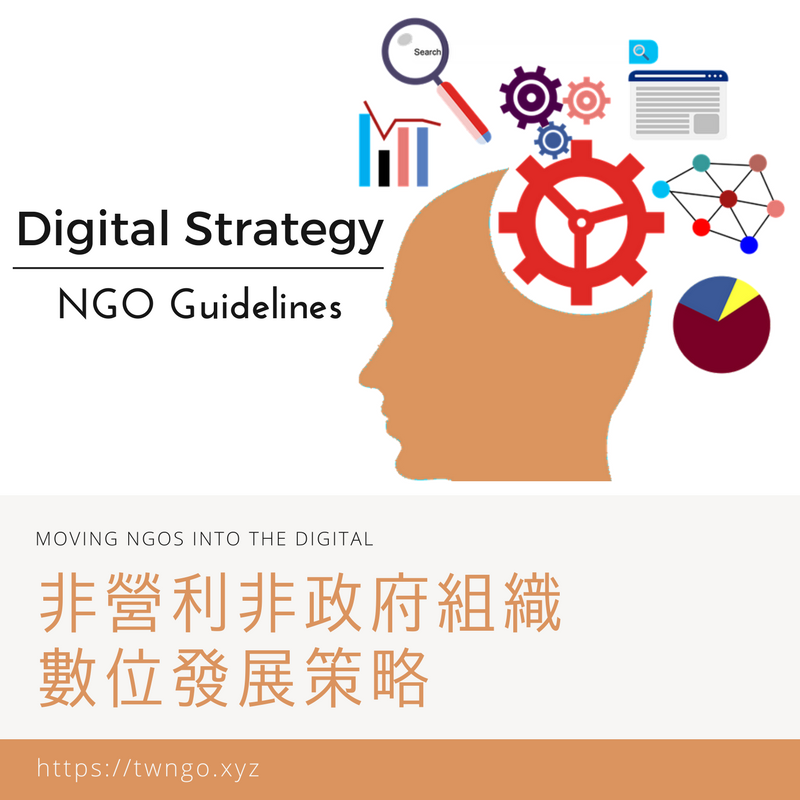 Search
Digital Strategy
NGO Guidelines
MOVING NGOS INTO THE DIGITAL
非營利非政府組織
數位發展策略
https://twngo.xyz